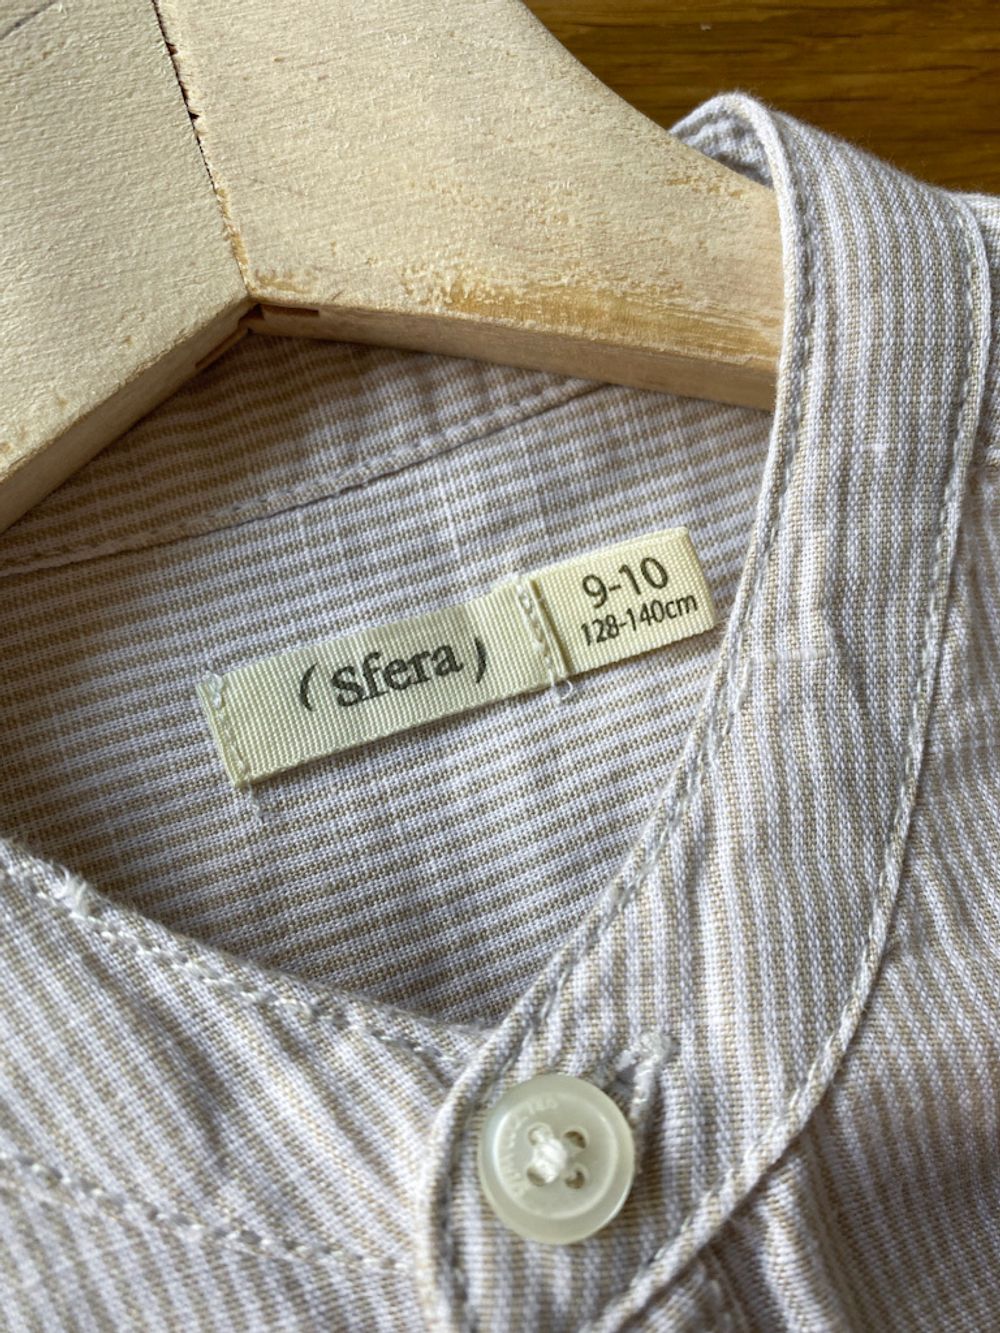 ( sfera )
9-10
128-140cm